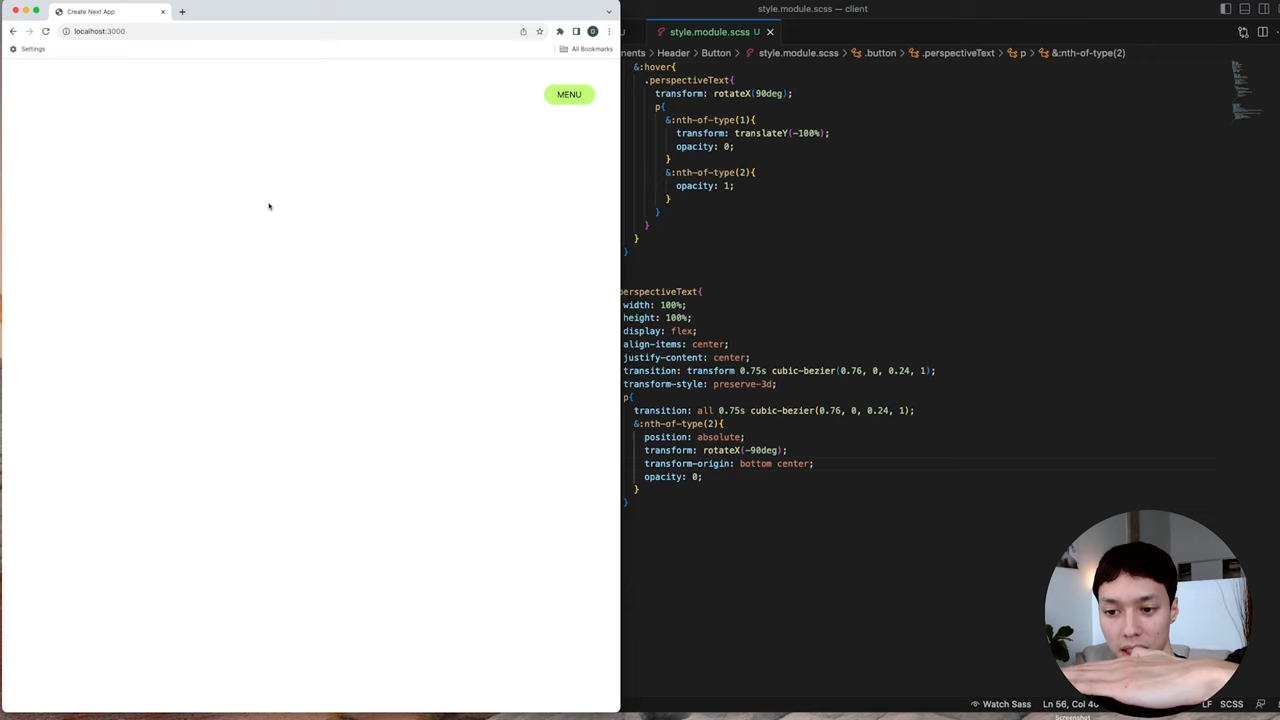 Create Next App
localhost:3000
Settings
All Bookmarks
MENU
style.module.scss — client
U
style.module.scss U
nents > Header > Button > style.module.scss > .button > .perspectiveText > p > &:nth-of-type(2)
&:hover{
.perspectiveText{
transform: rotateX(90deg);
p{
&:nth-of-type(1){
transform: translateY(-100%);
opacity: 0;
}
&:nth-of-type(2){
opacity: 1;
}
}
}
}
}
perspectiveText{
width: 100%;
height: 100%;
display: flex;
align-items: center;
justify-content: center;
transition: transform 0.75s cubic-bezier(0.76, 0, 0.24, 1);
transform-style: preserve-3d;
p{
transition: all 0.75s cubic-bezier(0.76, 0, 0.24, 1);
&:nth-of-type(2){
position: absolute;
transform: rotateX(-90deg);
transform-origin: bottom center;
opacity: 0;
}
}
Watch Sass
Ln 56, Col 40
LF
SCSS
Screenshot